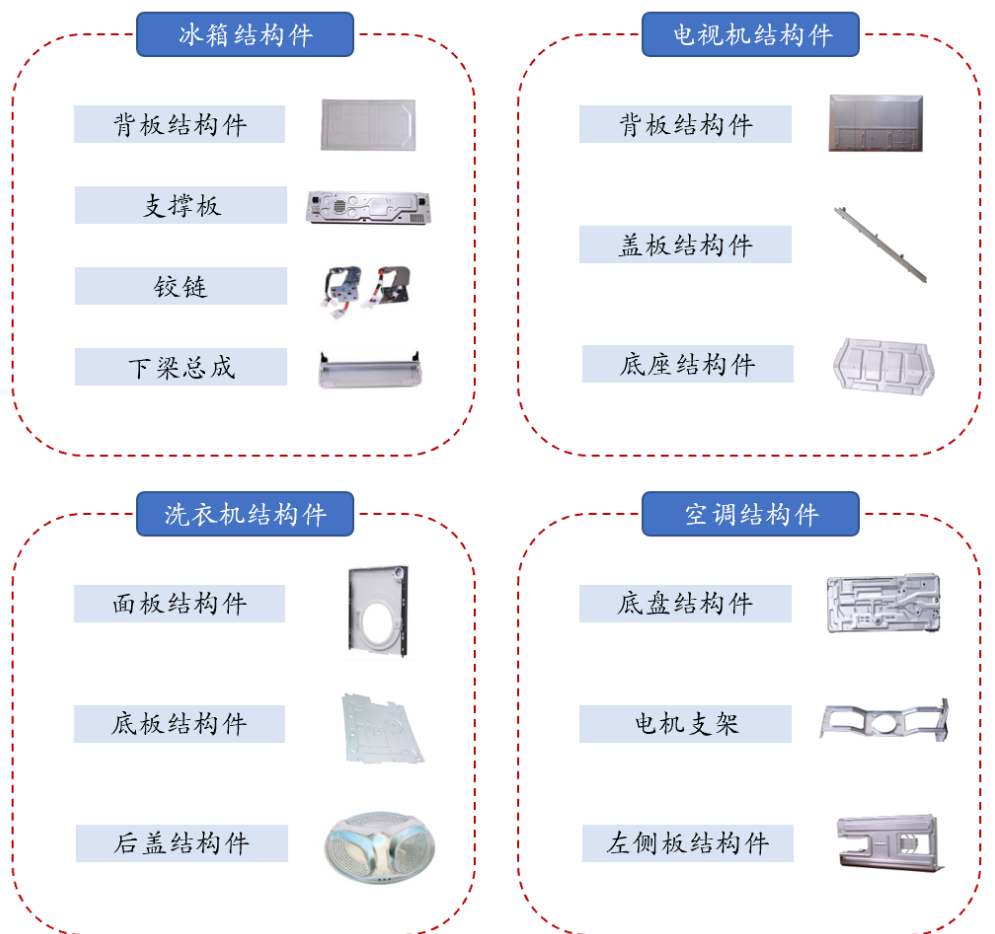 冰箱结构件
背板结构件
支撑板
铰链
下梁总成
电视机结构件
背板结构件
盖板结构件
底座结构件
洗衣机结构件
面板结构件
底板结构件
后盖结构件
空调结构件
底盘结构件
电机支架
左侧板结构件